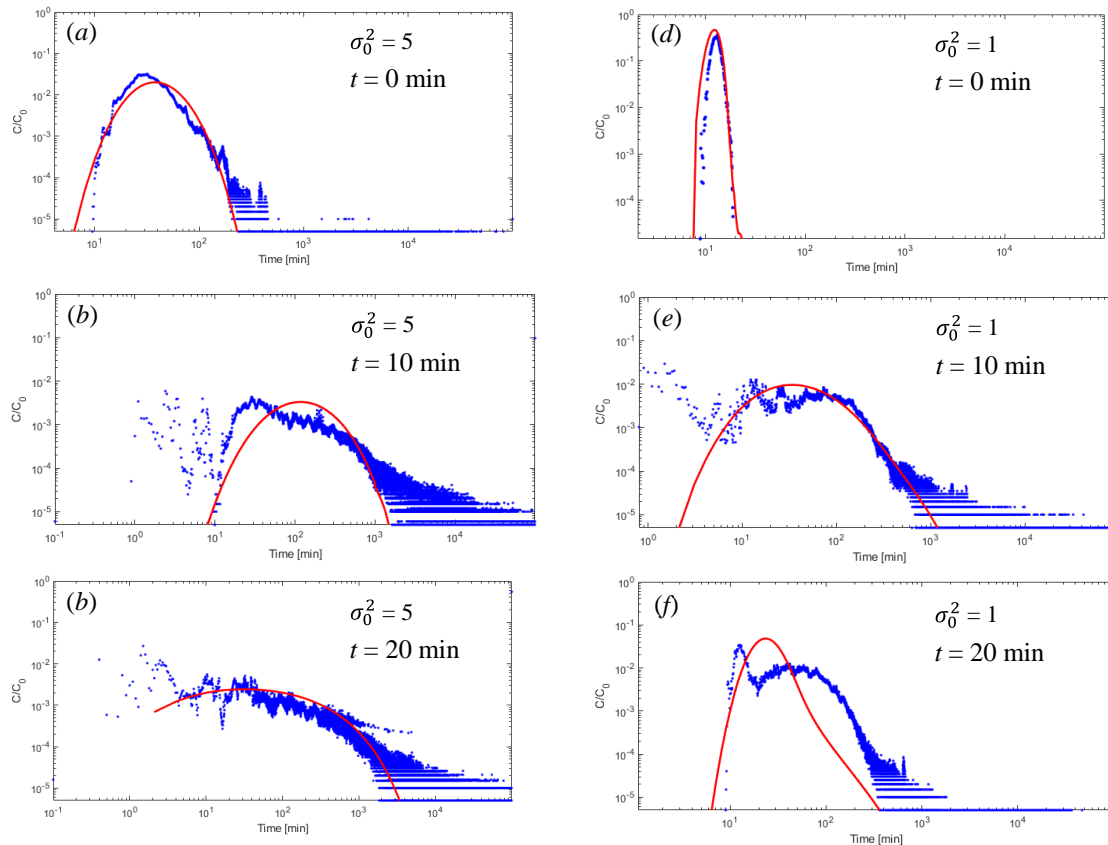 (a)
σ₀² = 5
t = 0 min
C/C₀
10⁰
10⁻¹
10⁻²
10⁻³
10⁻⁴
10⁻⁵
10¹ 10² 10³ 10⁴
Time [min]
(d)
σ₀² = 1
t = 0 min
C/C₀
10⁰
10⁻¹
10⁻²
10⁻³
10⁻⁴
10¹ 10² 10³ 10⁴
Time [min]
(b)
σ₀² = 5
t = 10 min
C/C₀
10⁰
10⁻¹
10⁻²
10⁻³
10⁻⁴
10⁻⁵
10⁻¹ 10⁰ 10¹ 10² 10³ 10⁴
Time [min]
(e)
σ₀² = 1
t = 10 min
C/C₀
10⁰
10⁻¹
10⁻²
10⁻³
10⁻⁴
10⁻⁵
10⁰ 10¹ 10² 10³ 10⁴
Time [min]
(b)
σ₀² = 5
t = 20 min
C/C₀
10⁰
10⁻¹
10⁻²
10⁻³
10⁻⁴
10⁻⁵
10⁻¹ 10⁰ 10¹ 10² 10³ 10⁴
Time [min]
(f)
σ₀² = 1
t = 20 min
C/C₀
10⁰
10⁻¹
10⁻²
10⁻³
10⁻⁴
10⁻⁵
10¹ 10² 10³ 10⁴
Time [min]